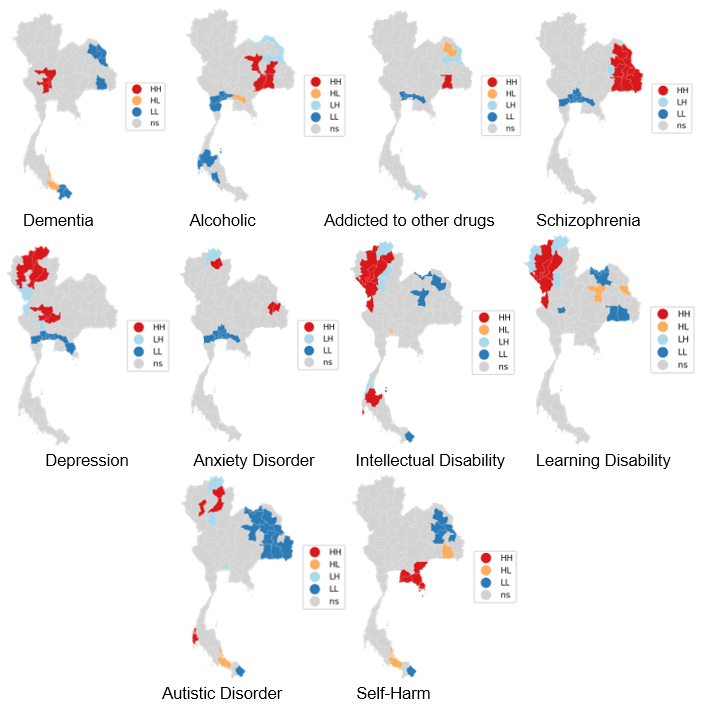 HH
HL
LL
ns
HH
HL
LH
LL
ns
HH
HL
LH
LL
ns
HH
LH
LL
ns
Dementia
Alcoholic
Addicted to other drugs
Schizophrenia
HH
LH
LL
ns
HH
LH
LL
ns
HH
HL
LH
LL
ns
HH
HL
LH
LL
ns
Depression
Anxiety Disorder
Intellectual Disability
Learning Disability
HH
HL
LH
LL
ns
HH
HL
LL
ns
Autistic Disorder
Self-Harm